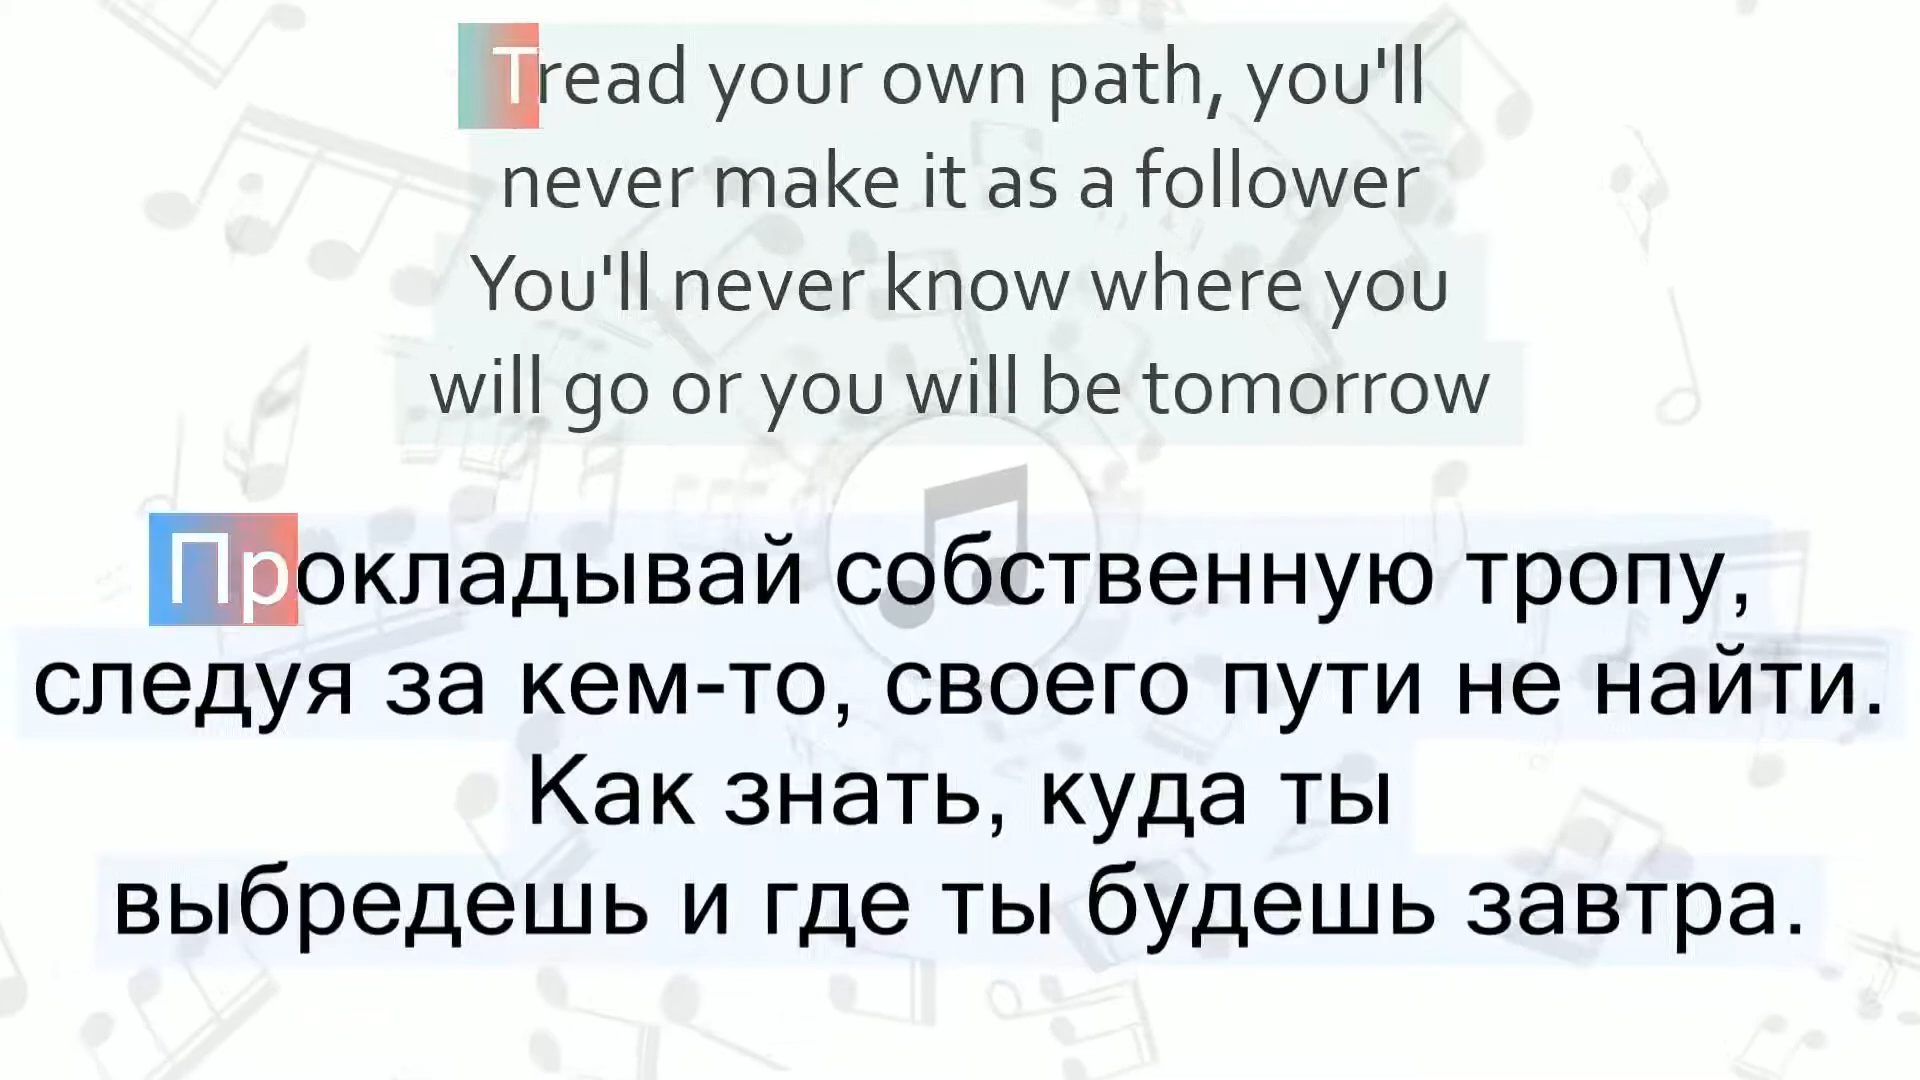 Tread your own path, you'll
never make it as a follower
You'll never know where you
will go or you will be tomorrow
Прокладывай собственную тропу,
следуя за кем-то, своего пути не найти.
Как знать, куда ты
выбредешь и где ты будешь завтра.